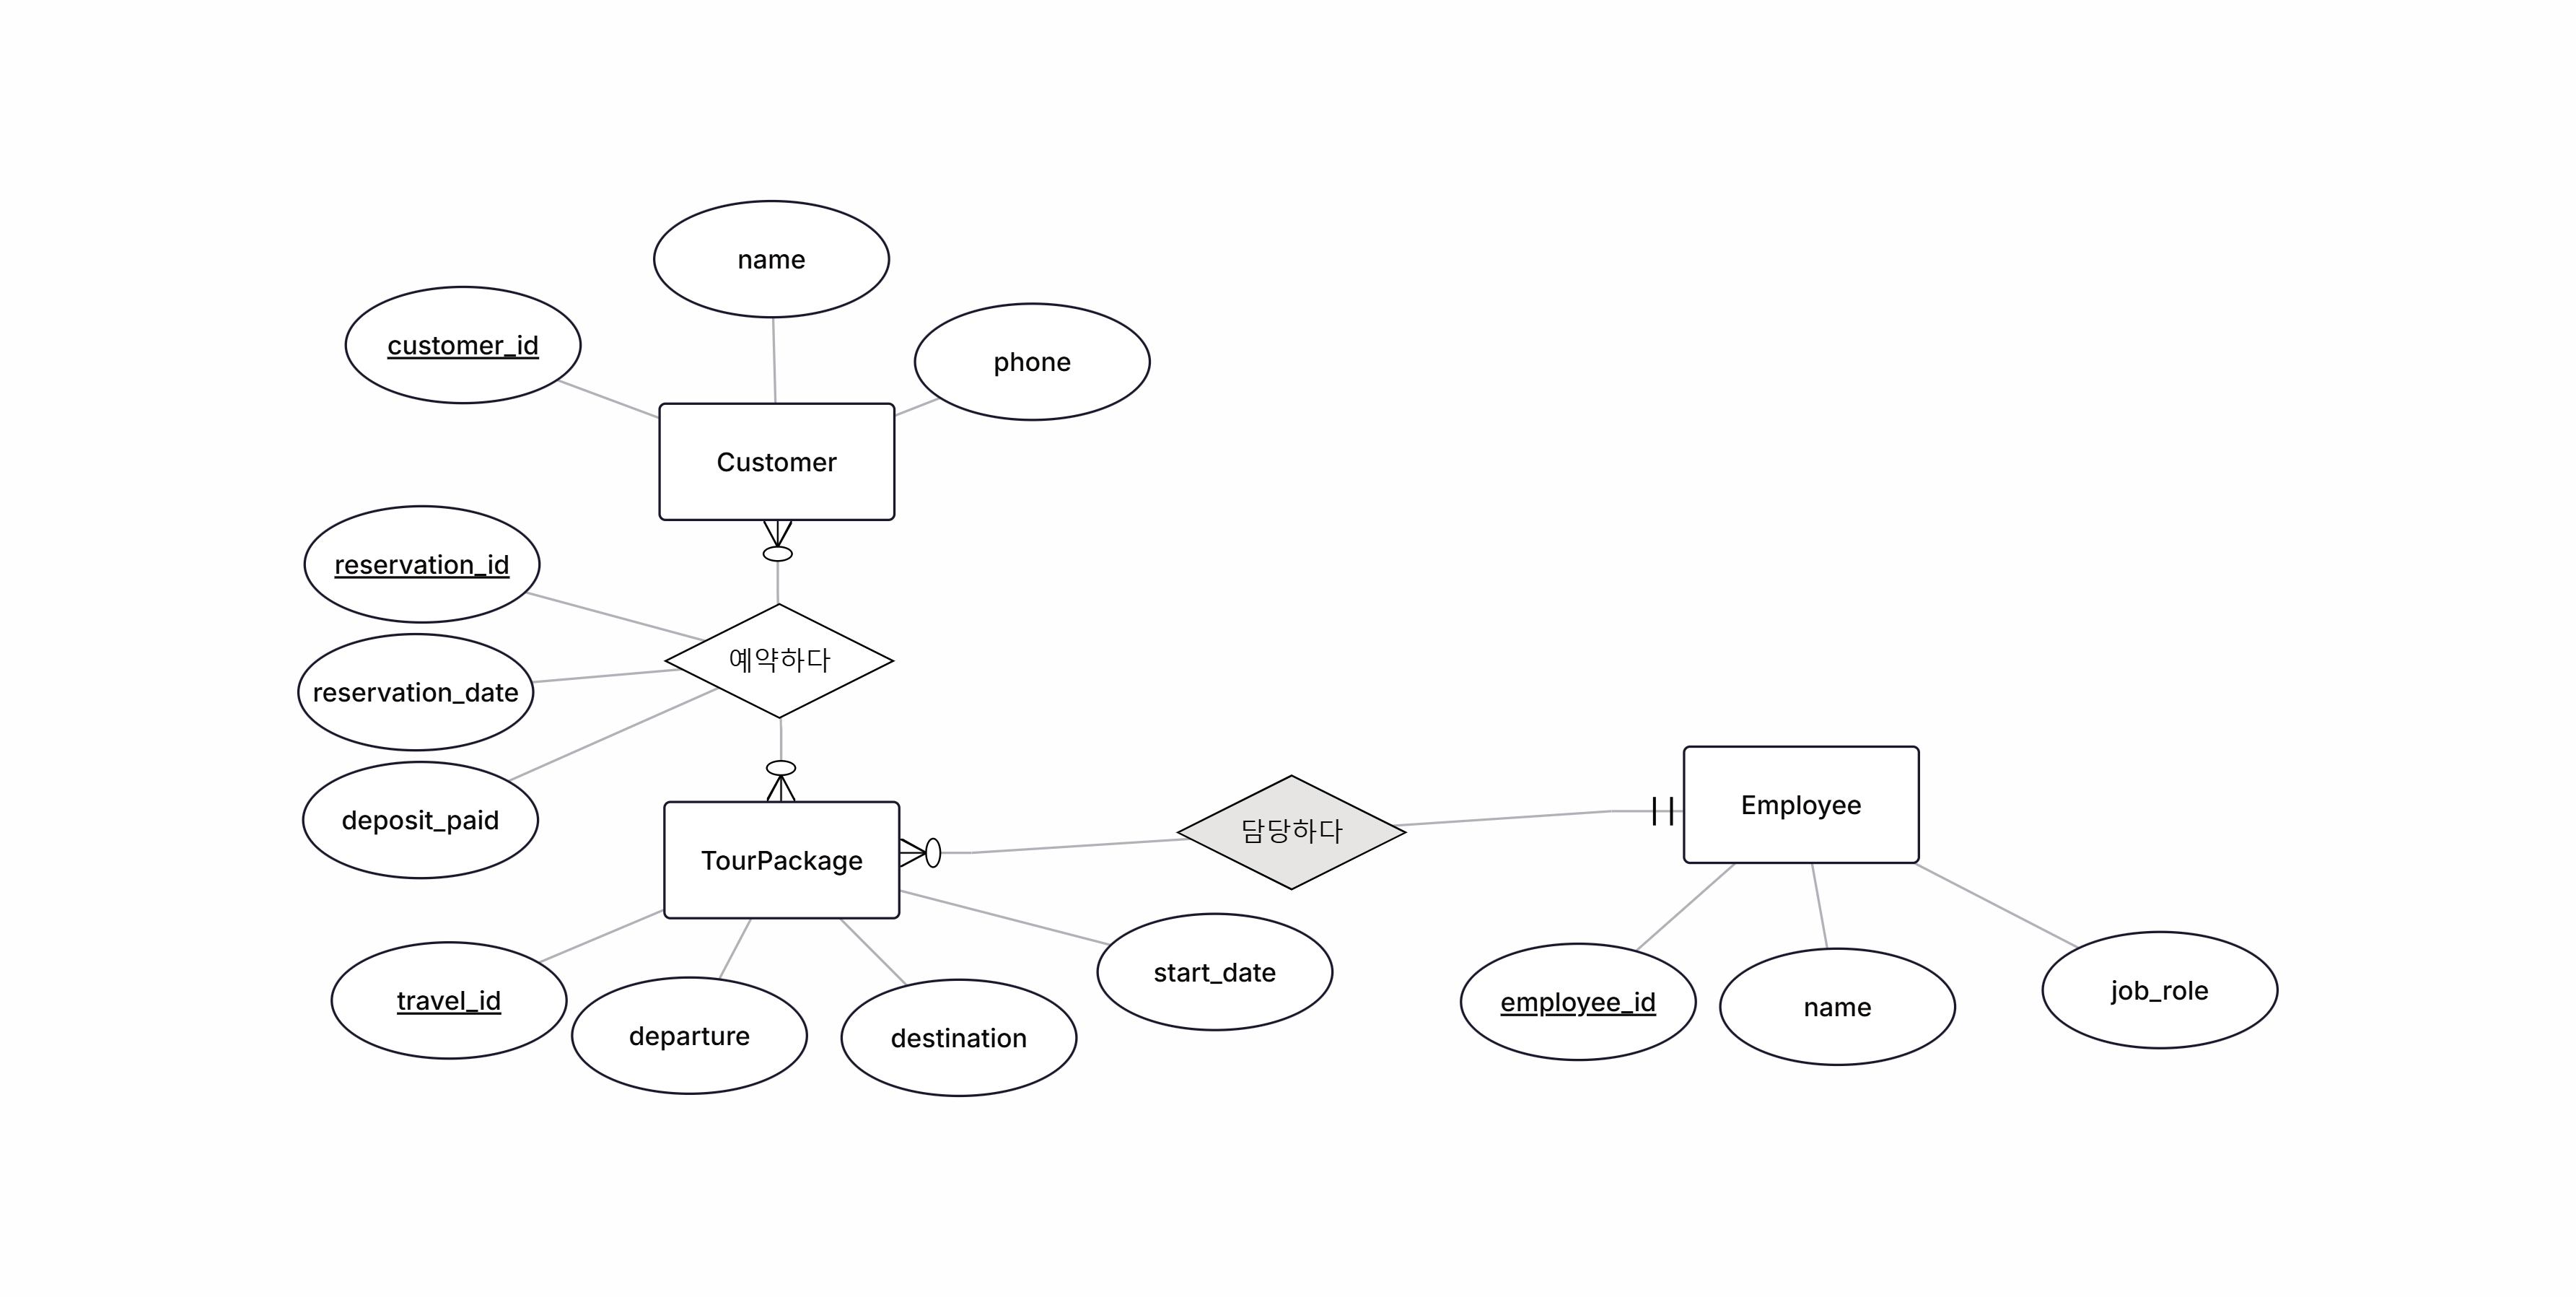 name
customer_id
phone
Customer
reservation_id
예약하다
reservation_date
deposit_paid
TourPackage
담당하다
Employee
travel_id
departure
destination
start_date
employee_id
name
job_role